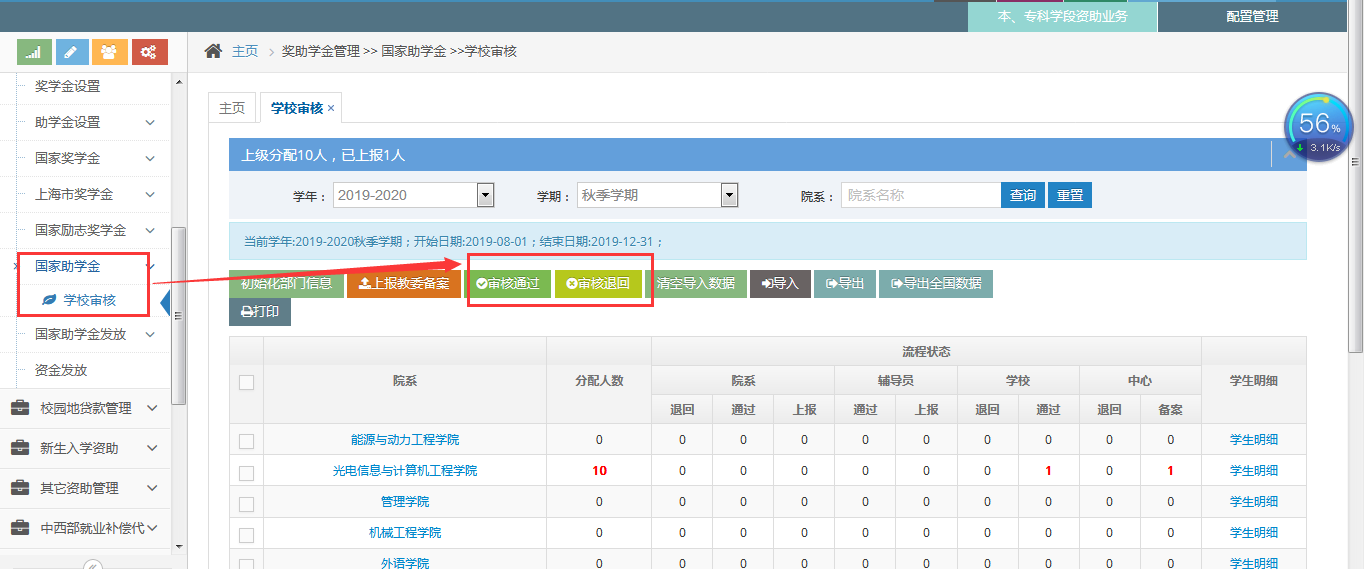 本、专科学段资助业务 配置管理
主页 > 奖助学金管理 >> 国家助学金 >>学校审核
奖学金设置
助学金设置
国家奖学金
上海市奖学金
国家励志奖学金
国家助学金
学校审核
国家助学金发放
资金发放
校园地贷款管理
新生入学资助
其它资助管理
中西部就业补偿代
主页 学校审核 ×
56%
3.1K/s
上级分配10人，已上报1人
学年： 2019-2020 学期： 秋季学期 院系： 院系名称 查询 重置
当前学年:2019-2020秋季学期；开始日期:2019-08-01；结束日期:2019-12-31；
初始化部门信息 上报教委备案 审核通过 审核退回 清空导入数据 导入 导出 导出全国数据
打印
流程状态
院系 分配人数 院系 辅导员 学校 中心 学生明细
退回 通过 上报 通过 上报 退回 通过 退回 备案
能源与动力工程学院 0 0 0 0 0 0 0 0 0 0 学生明细
光电信息与计算机工程学院 10 0 0 0 0 0 0 1 0 1 学生明细
管理学院 0 0 0 0 0 0 0 0 0 0 学生明细
机械工程学院 0 0 0 0 0 0 0 0 0 0 学生明细
外语学院 0 0 0 0 0 0 0 0 0 0 学生明细